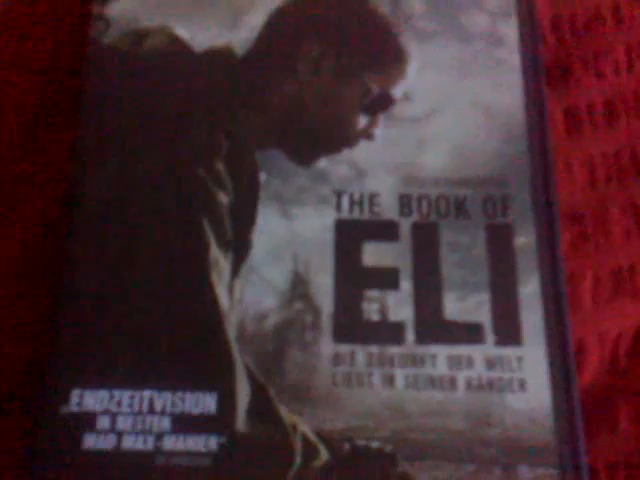 THE BOOK OF
ELI
DIE ZUKUNFT DER WELT
LIEGT IN SEINEN HÄNDEN
„ENDZEITVISION
IN BESTER
MAD MAX-MANIER“